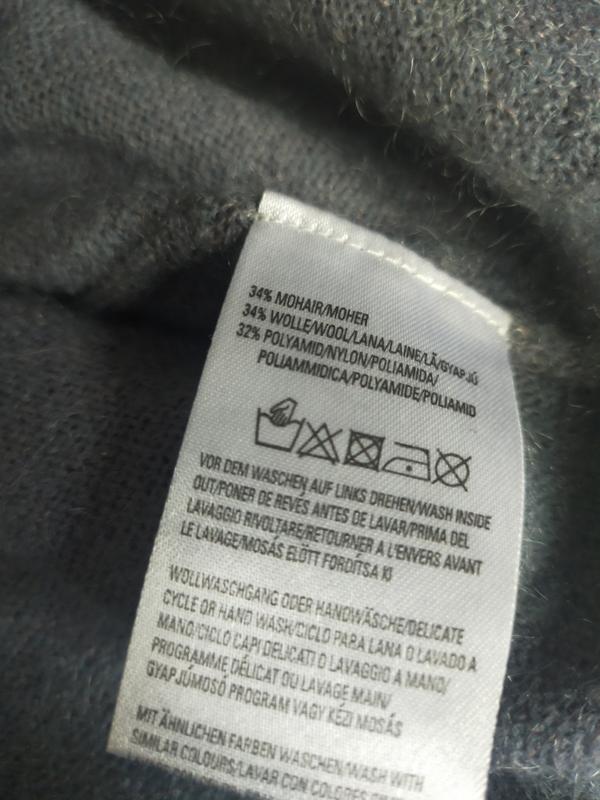 34% MOHAIR/MOHER
34% WOLLE/WOOL/LANA/LAINE/LÃ/GYAPJÚ
32% POLYAMID/NYLON/POLIAMIDA/
POLIAMMIDICA/POLYAMIDE/POLIAMID
VOR DEM WASCHEN AUF LINKS DREHEN/WASH INSIDE
OUT/PONER DE REVÉS ANTES DE LAVAR/PRIMA DEL
LAVAGGIO RIVOLTARE/RETOURNER A L'ENVERS AVANT
LE LAVAGE/MOSÁS ELÖTT FORDÍTSA KI
WOLLWASCHGANG ODER HANDWÄSCHE/DELICATE
CYCLE OR HAND WASH/CICLO PARA LANA O LAVADO A
MANO/CICLO CAPI DELICATI O LAVAGGIO A MANO/
PROGRAMME DÉLICAT OU LAVAGE MAIN/
GYAPJÚMOSÓ PROGRAM VAGY KÉZI MOSÁS
MIT ÄHNLICHEN FARBEN WASCHEN/WASH WITH
SIMILAR COLOURS/LAVAR CON COLORES